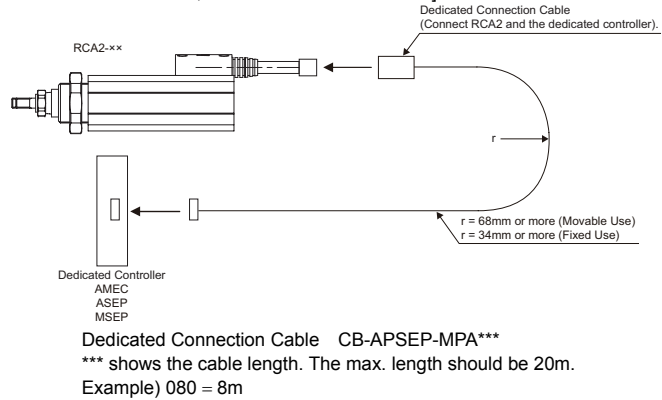 Dedicated Connection Cable
(Connect RCA2 and the dedicated controller).
RCA2-××
r
r = 68mm or more (Movable Use)
r = 34mm or more (Fixed Use)
Dedicated Controller
AMEC
ASEP
MSEP
Dedicated Connection Cable CB-APSEP-MPA***
*** shows the cable length. The max. length should be 20m.
Example) 080 = 8m